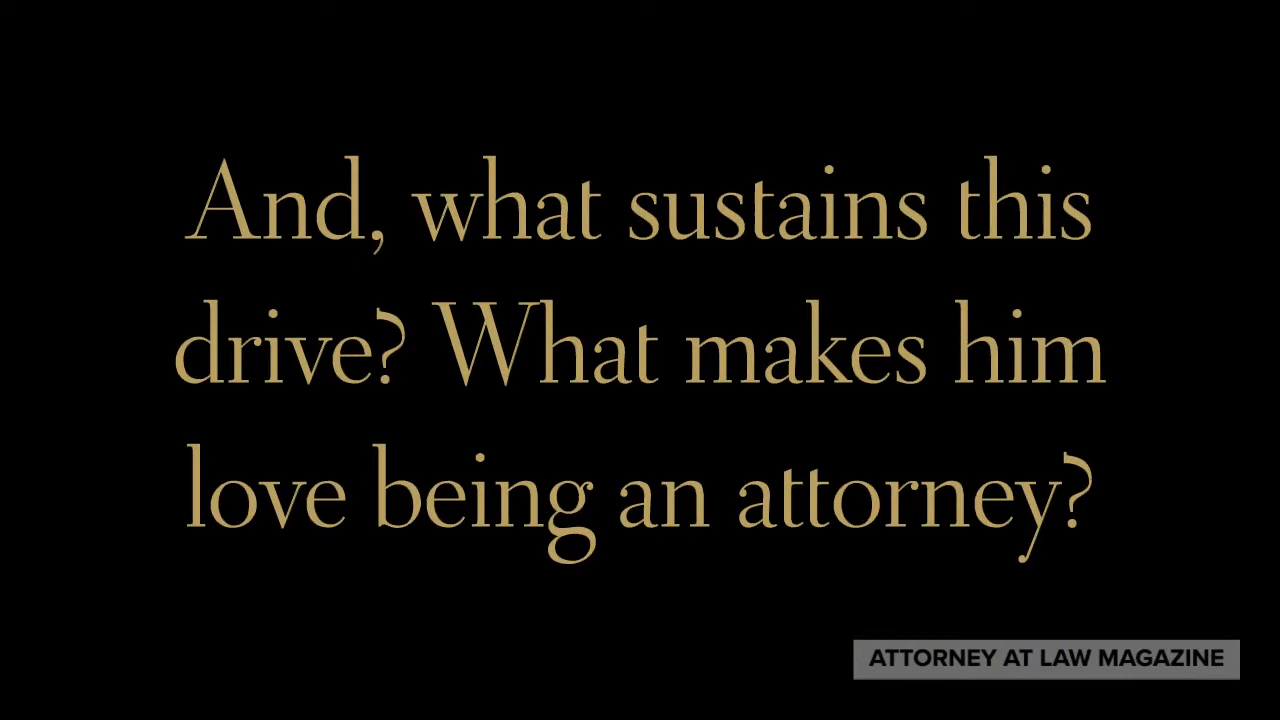 And, what sustains this
drive? What makes him
love being an attorney?
ATTORNEY AT LAW MAGAZINE